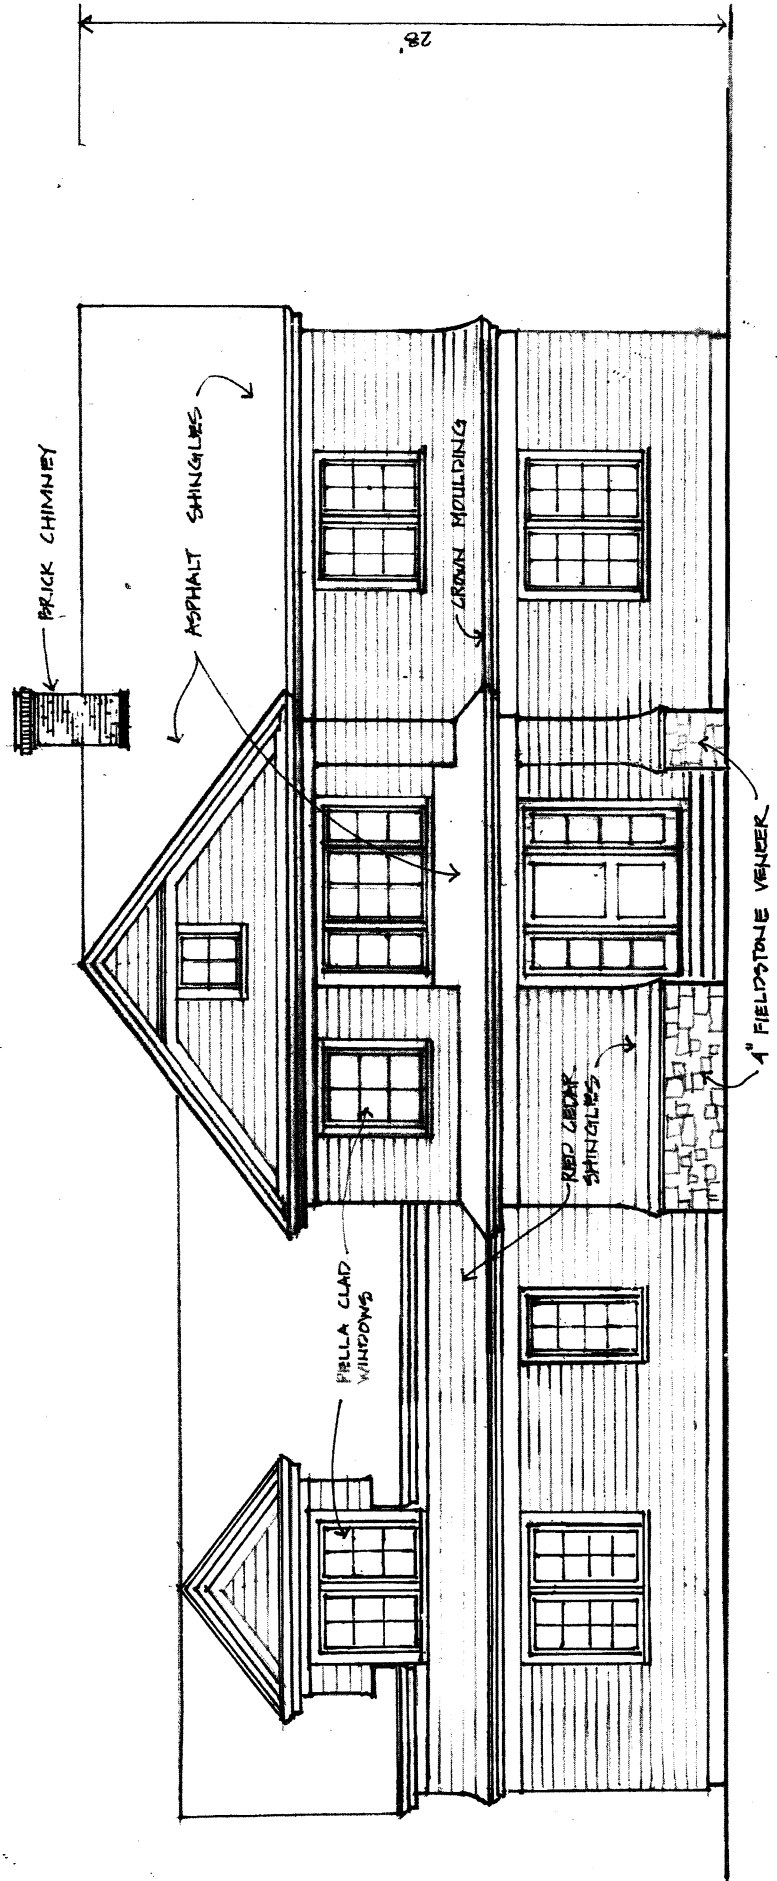 BRICK CHIMNEY
ASPHALT SHINGLES
CROWN MOULDING
PELLA CLAD
WINDOWS
RED CEDAR
SHINGLES
4" FIELDSTONE VENEER
28'